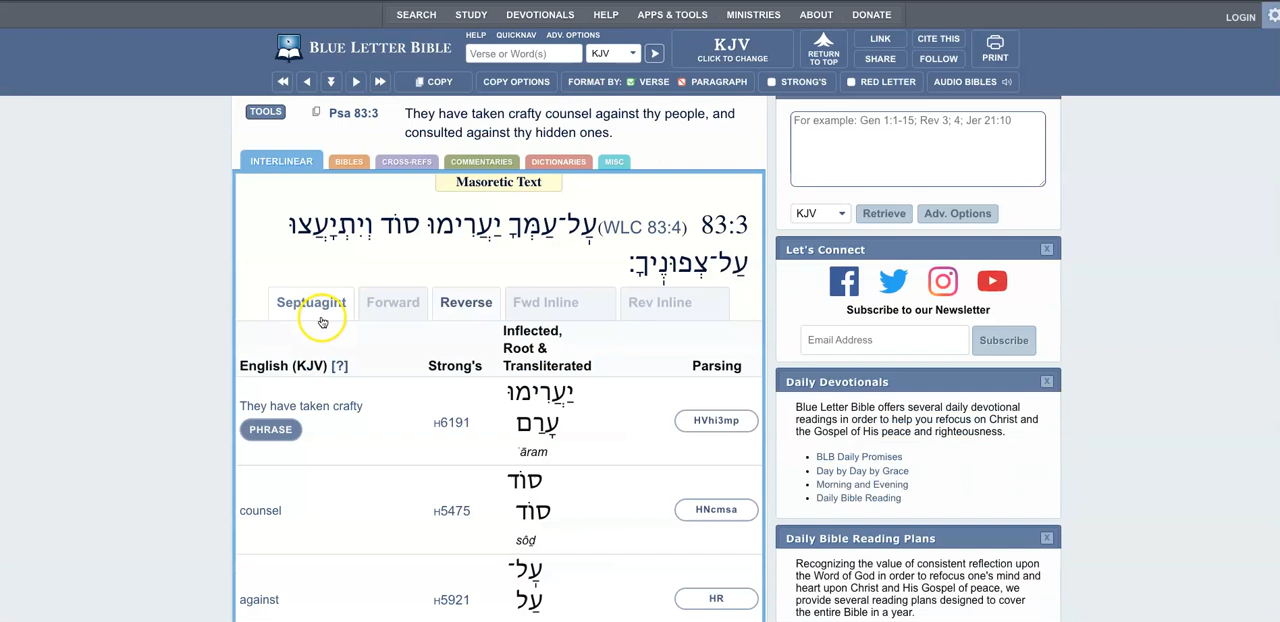 SEARCH STUDY DEVOTIONALS HELP APPS & TOOLS MINISTRIES ABOUT DONATE
LOGIN
BLUE LETTER BIBLE
HELP QUICKNAV ADV. OPTIONS
Verse or Word(s) KJV
KJV
CLICK TO CHANGE
RETURN
TO TOP
LINK CITE THIS
SHARE FOLLOW
PRINT
COPY COPY OPTIONS FORMAT BY: VERSE PARAGRAPH STRONG'S RED LETTER AUDIO BIBLES
TOOLS Psa 83:3 They have taken crafty counsel against thy people, and
consulted against thy hidden ones.
INTERLINEAR BIBLES CROSS-REFS COMMENTARIES DICTIONARIES MISC
Masoretic Text
83:3 (WLC 83:4) עַֽל־עַמְּךָ יַעֲרִימוּ סוֹד וְיִתְיָעֲצוּ
עַל־צְפוּנֶֽיךָ׃
Septuagint Forward Reverse Fwd Inline Rev Inline
English (KJV) [?] Strong's Inflected,
Root &
Transliterated Parsing
They have taken crafty
PHRASE
H6191
יַעֲרִימוּ
עָרַם
ʿāram
HVhi3mp
counsel
H5475
סוֹד
סוֹד
sôḏ
HNcmsa
against
H5921
עַֽל־
עַל
HR
For example: Gen 1:1-15; Rev 3; 4; Jer 21:10
KJV Retrieve Adv. Options
Let's Connect X
Subscribe to our Newsletter
Email Address Subscribe
Daily Devotionals X
Blue Letter Bible offers several daily devotional
readings in order to help you refocus on Christ and
the Gospel of His peace and righteousness.
BLB Daily Promises
Day by Day by Grace
Morning and Evening
Daily Bible Reading
Daily Bible Reading Plans X
Recognizing the value of consistent reflection upon
the Word of God in order to refocus one's mind and
heart upon Christ and His Gospel of peace, we
provide several reading plans designed to cover
the entire Bible in a year.